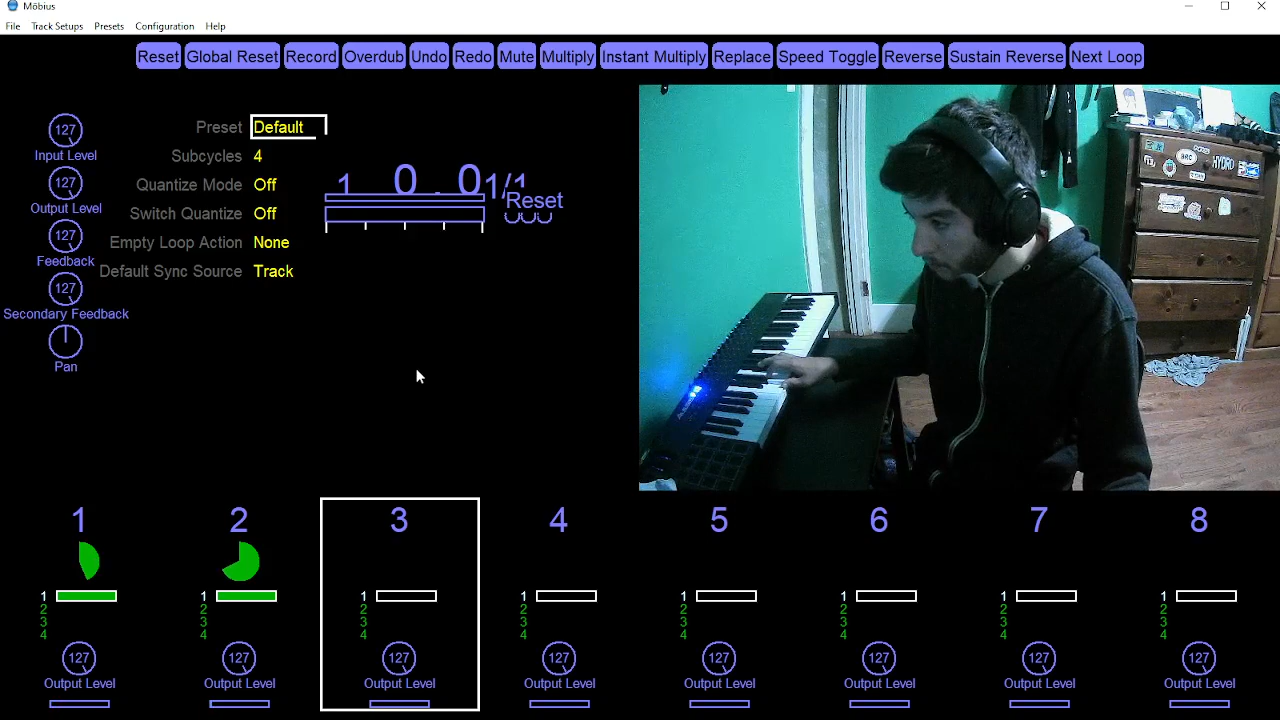 Möbius
File Track Setups Presets Configuration Help
Reset Global Reset Record Overdub Undo Redo Mute Multiply Instant Multiply Replace Speed Toggle Reverse Sustain Reverse Next Loop
127
Input Level
127
Output Level
127
Feedback
127
Secondary Feedback
Pan
Preset Default
Subcycles 4
Quantize Mode Off
Switch Quantize Off
Empty Loop Action None
Default Sync Source Track
1 0.0 1/1
Reset
BRC
HYDRO
1 2 3 4 5 6 7 8
1 1 1 1 1 1 1 1
2 2 2 2 2 2 2 2
3 3 3 3 3 3 3 3
4 4 4 4 4 4 4 4
127 127 127 127 127 127 127 127
Output Level Output Level Output Level Output Level Output Level Output Level Output Level Output Level